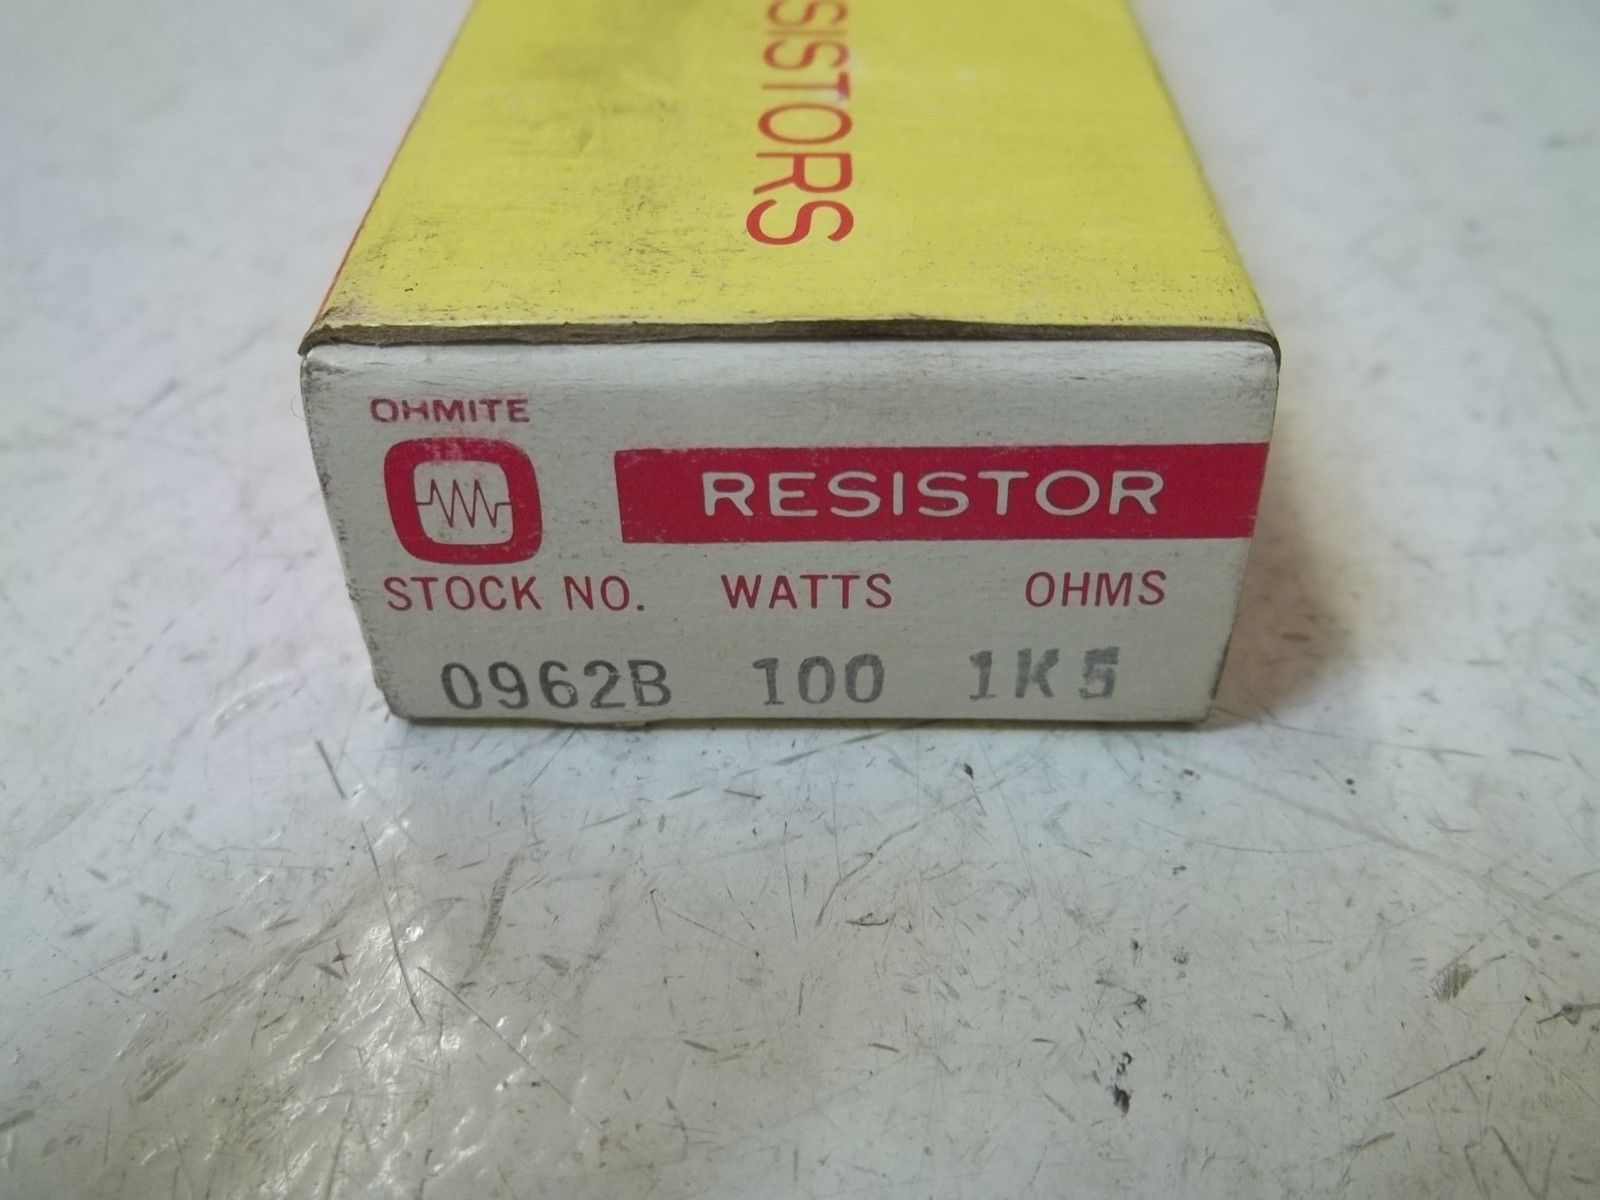 SISTORS
OHMITE
RESISTOR
STOCK NO. WATTS OHMS
0962B 100 1K5